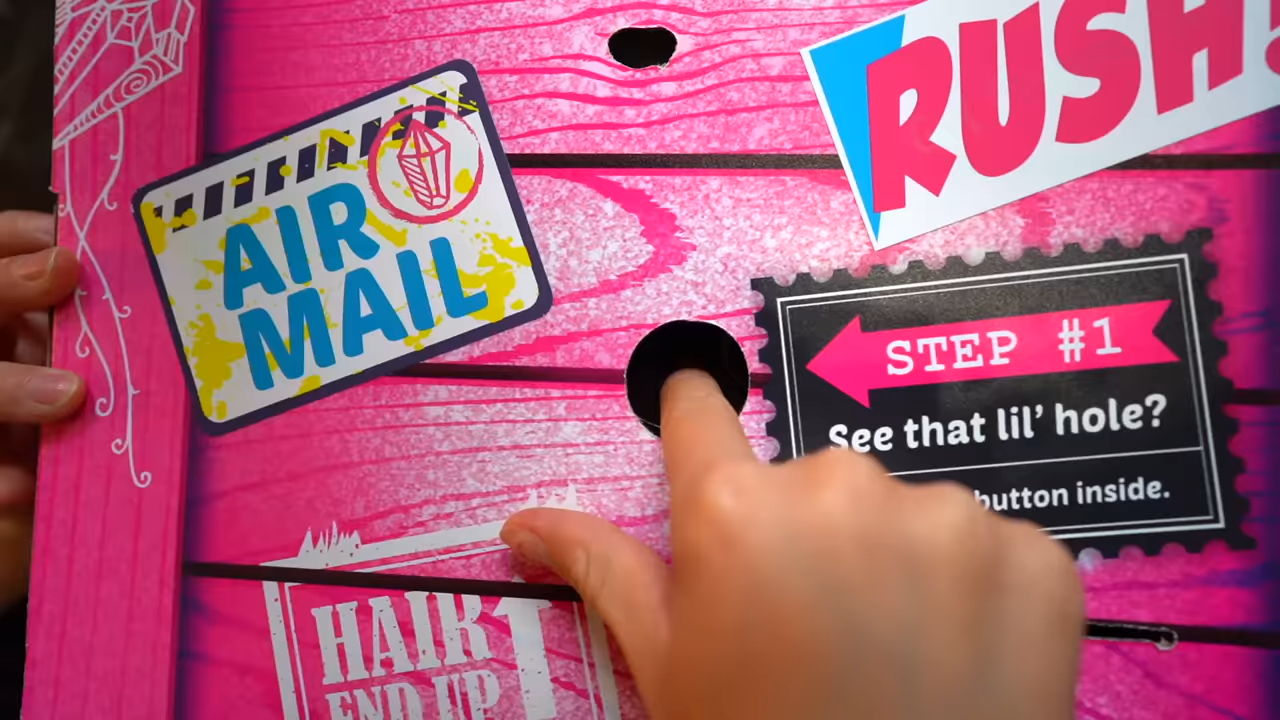 RUSH!
AIR
MAIL
STEP #1
See that lil' hole?
button inside.
HAIR
END UP